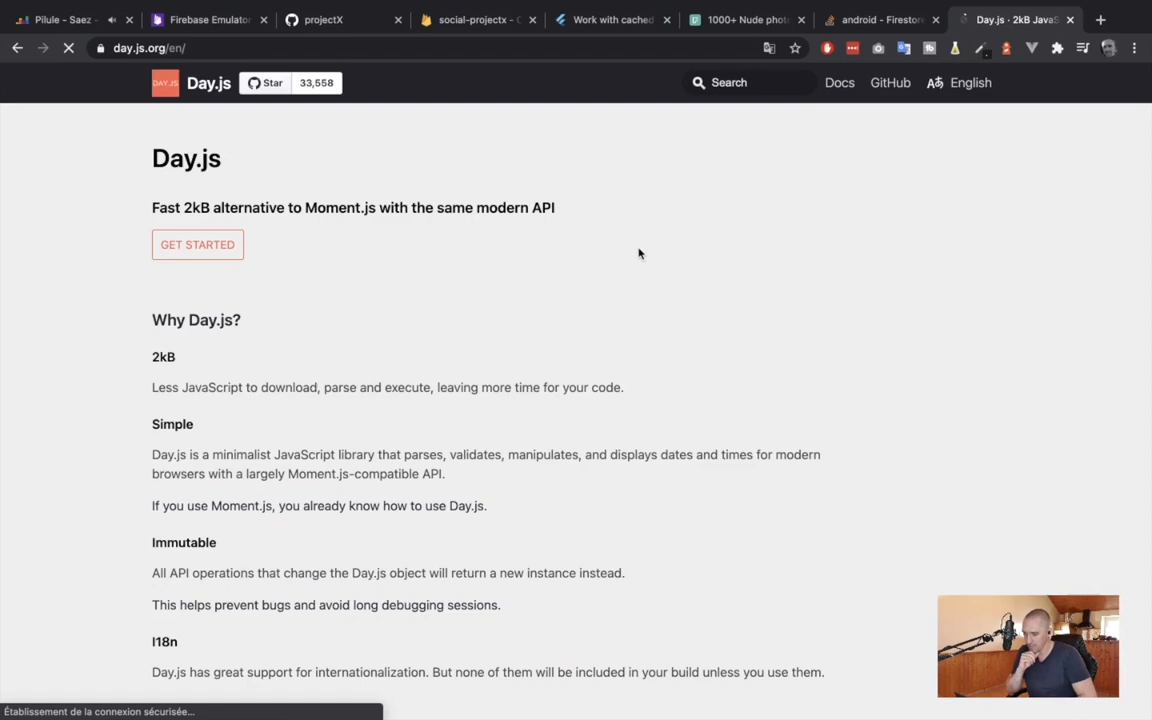 Pilule - Saez -
Firebase Emulator
projectX
social-projectx - C
Work with cached
1000+ Nude phot
android - Firestore
Day.js · 2kB JavaS
day.js.org/en/
DAY.JS
Day.js
Star
33,558
Search
Docs
GitHub
English
Day.js
Fast 2kB alternative to Moment.js with the same modern API
GET STARTED
Why Day.js?
2kB
Less JavaScript to download, parse and execute, leaving more time for your code.
Simple
Day.js is a minimalist JavaScript library that parses, validates, manipulates, and displays dates and times for modern
browsers with a largely Moment.js-compatible API.
If you use Moment.js, you already know how to use Day.js.
Immutable
All API operations that change the Day.js object will return a new instance instead.
This helps prevent bugs and avoid long debugging sessions.
I18n
Day.js has great support for internationalization. But none of them will be included in your build unless you use them.
Établissement de la connexion sécurisée...